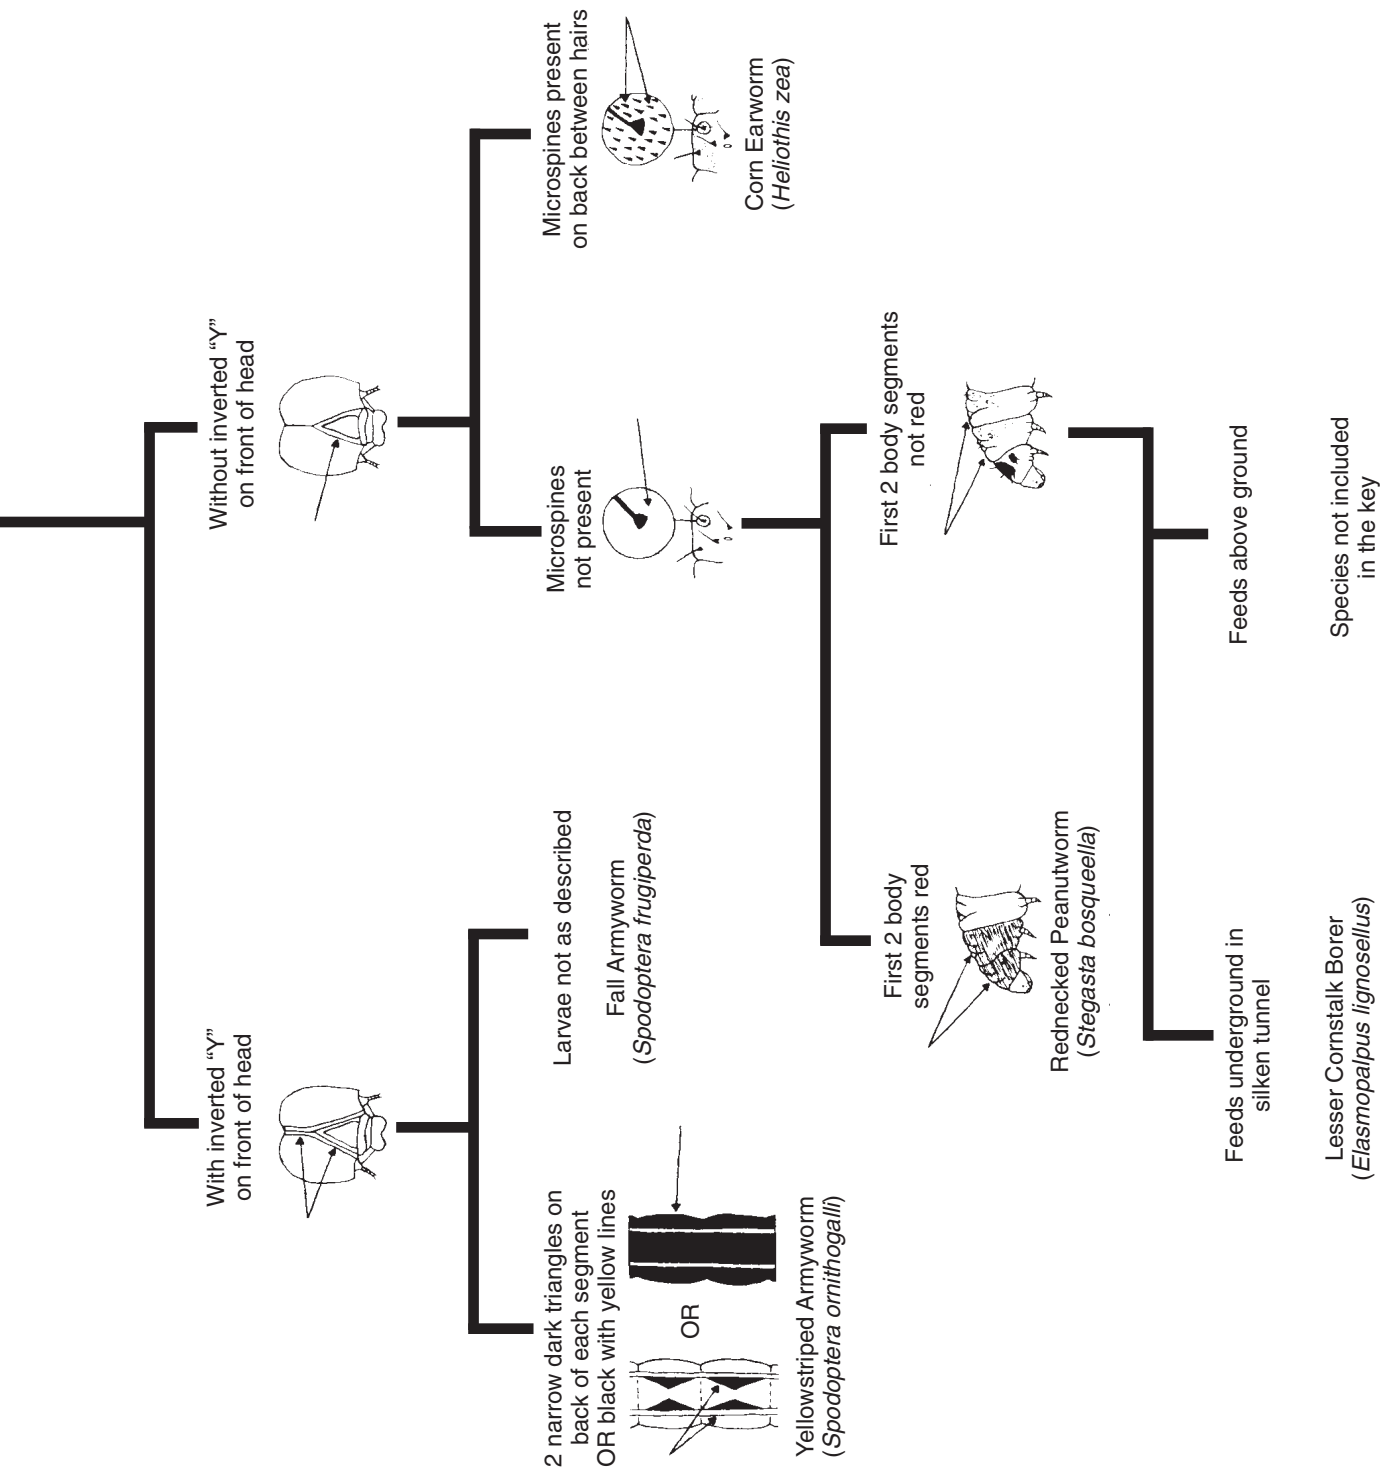 With inverted “Y”
on front of head
Without inverted “Y”
on front of head
2 narrow dark triangles on
back of each segment
OR black with yellow lines
OR
Yellowstriped Armyworm
(Spodoptera ornithogalli)
Larvae not as described
Fall Armyworm
(Spodoptera frugiperda)
Microspines
not present
Microspines present
on back between hairs
Corn Earworm
(Heliothis zea)
First 2 body
segments red
Rednecked Peanutworm
(Stegasta bosqueella)
First 2 body segments
not red
Feeds underground in
silken tunnel
Lesser Cornstalk Borer
(Elasmopalpus lignosellus)
Feeds above ground
Species not included
in the key